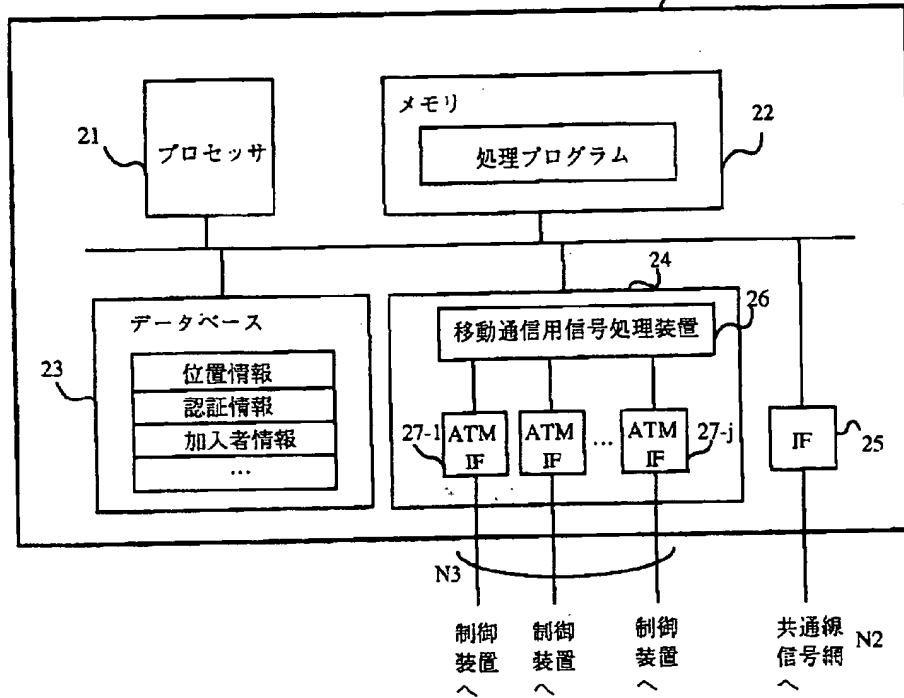 21
プロセッサ
メモリ
処理プログラム
22
24
26
移動通信用信号処理装置
23
データベース
位置情報
認証情報
加入者情報
...
27-1
ATM
IF
ATM
IF
...
ATM
IF
27-j
IF
25
N3
制御
装置
へ
制御
装置
へ
制御
装置
へ
共通線
信号網
へ
N2